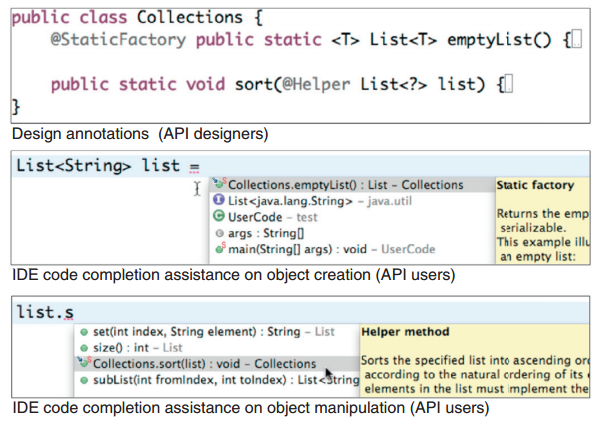 public class Collections {
@StaticFactory public static <T> List<T> emptyList() {
public static void sort(@Helper List<?> list) {
}
Design annotations (API designers)
List<String> list =
Collections.emptyList() : List – Collections
List<java.lang.String> – java.util
UserCode – test
args : String[]
main(String[] args) : void – UserCode
Static factory
Returns the emp
serializable.
This example illu
an empty list:
IDE code completion assistance on object creation (API users)
list.s
set(int index, String element) : String – List
size() : int – List
Collections.sort(list) : void – Collections
subList(int fromIndex, int toIndex) : List<String
Helper method
Sorts the specified list into ascending ord
according to the natural ordering of its
elements in the list must implement the
IDE code completion assistance on object manipulation (API users)